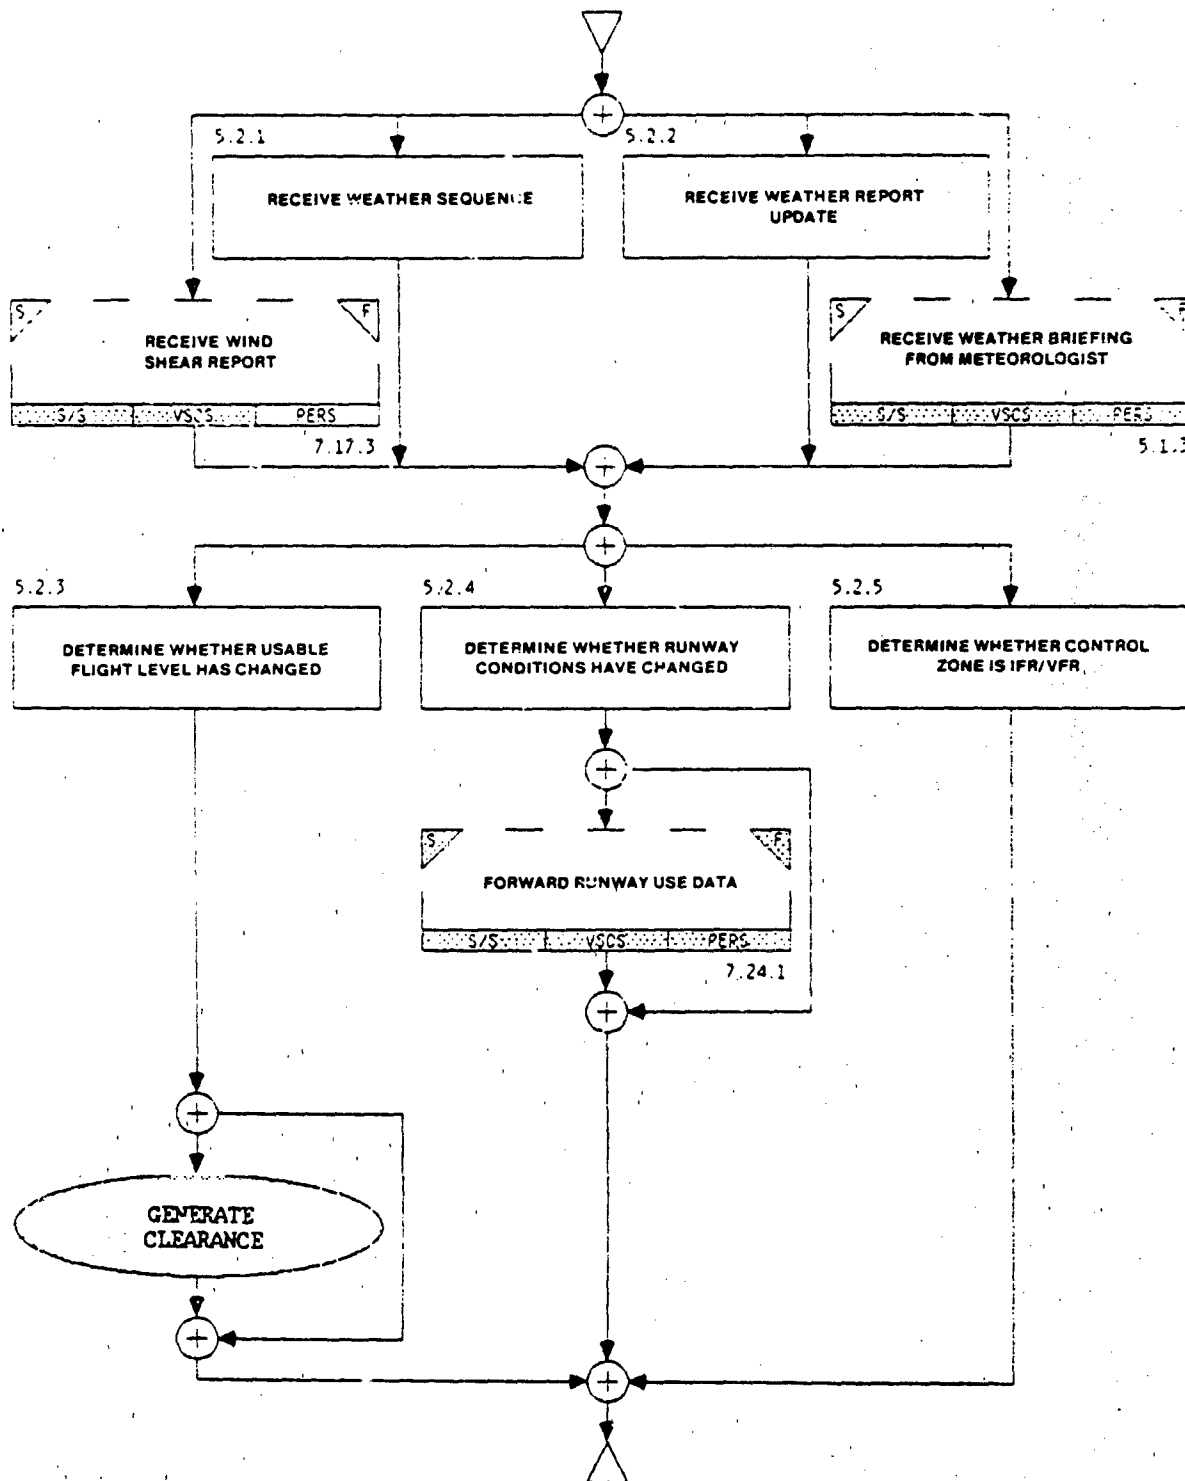 5.2.1
5.2.2
RECEIVE WEATHER SEQUENCE
RECEIVE WEATHER REPORT
UPDATE
S
F
RECEIVE WIND
SHEAR REPORT
S/S
VSCS
PERS
7.17.3
S
F
RECEIVE WEATHER BRIEFING
FROM METEOROLOGIST
S/S
VSCS
PERS
5.1.3
5.2.3
5.2.4
5.2.5
DETERMINE WHETHER USABLE
FLIGHT LEVEL HAS CHANGED
DETERMINE WHETHER RUNWAY
CONDITIONS HAVE CHANGED
DETERMINE WHETHER CONTROL
ZONE IS IFR/VFR
S
F
FORWARD RUNWAY USE DATA
S/S
VSCS
PERS
7.24.1
GENERATE
CLEARANCE